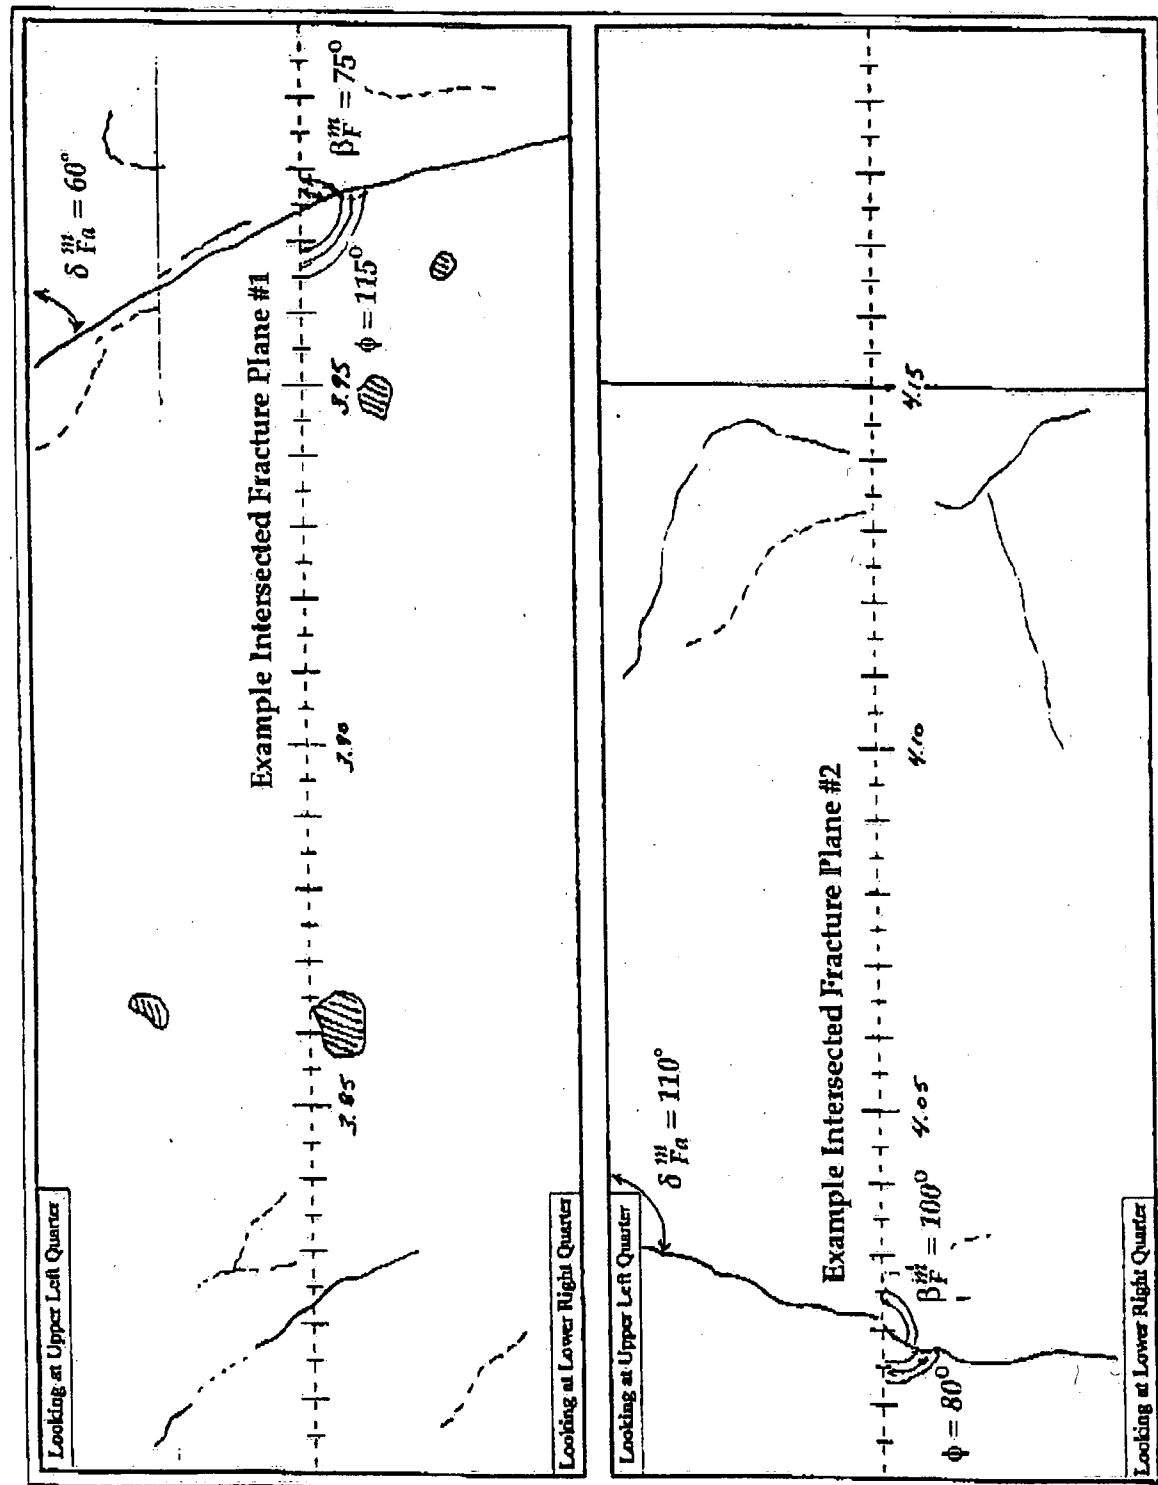 Looking at Upper Left Quarter
δ m/Fa = 60°
Example Intersected Fracture Plane #1
β m/F = 75°
φ = 115°
3.85
3.90
3.95
Looking at Lower Right Quarter
Looking at Upper Left Quarter
δ m/Fa = 110°
Example Intersected Fracture Plane #2
β m/F = 100°
φ = 80°
4.05
4.10
4.15
Looking at Lower Right Quarter